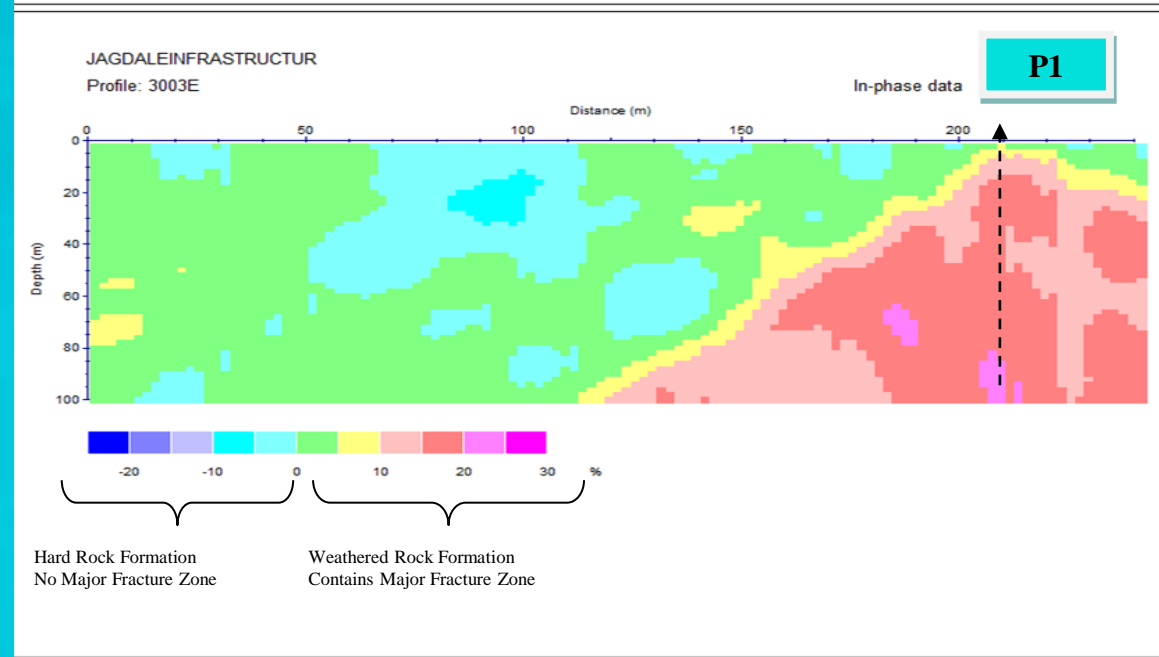 JAGDALEINFRASTRUCTUR
Profile: 3003E
In-phase data
P1
Distance (m)
0 50 100 150 200
Depth (m)
0
20
40
60
80
100
-20 -10 0 10 20 30 %
Hard Rock Formation
No Major Fracture Zone
Weathered Rock Formation
Contains Major Fracture Zone